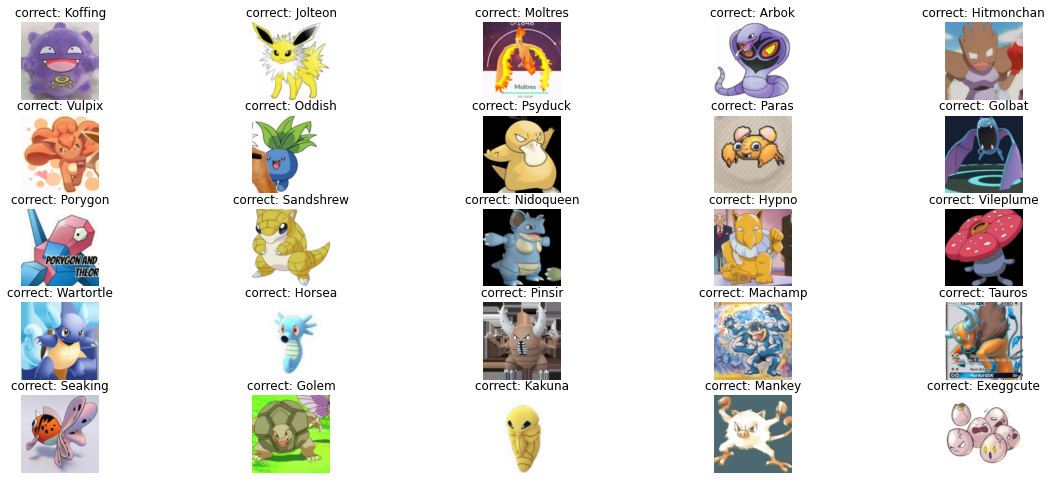 correct: Koffing
correct: Jolteon
correct: Moltres
correct: Arbok
correct: Hitmonchan
Moltres
correct: Vulpix
correct: Oddish
correct: Psyduck
correct: Paras
correct: Golbat
correct: Porygon
correct: Sandshrew
correct: Nidoqueen
correct: Hypno
correct: Vileplume
PORYGON AND
THEOR
correct: Wartortle
correct: Horsea
correct: Pinsir
correct: Machamp
correct: Tauros
correct: Seaking
correct: Golem
correct: Kakuna
correct: Mankey
correct: Exeggcute